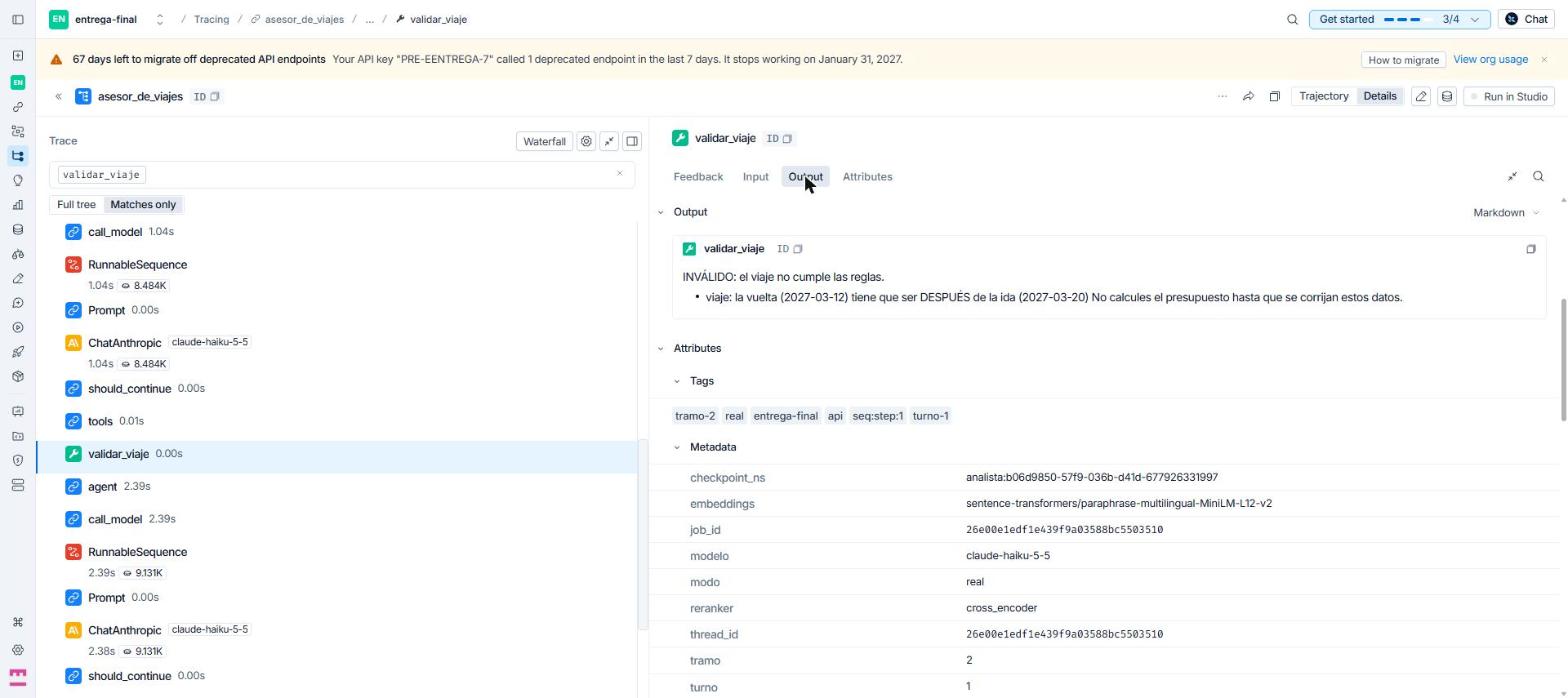 EN entrega-final / Tracing / asesor_de_viajes / ... / validar_viaje
Get started 3/4
Chat
67 days left to migrate off deprecated API endpoints Your API key "PRE-EENTREGA-7" called 1 deprecated endpoint in the last 7 days. It stops working on January 31, 2027.
How to migrate View org usage
EN
asesor_de_viajes ID
Trajectory Details Run in Studio
Trace
Waterfall
validar_viaje
Full tree Matches only
call_model 1.04s
RunnableSequence
1.04s 8.484K
Prompt 0.00s
ChatAnthropic claude-haiku-5-5
1.04s 8.484K
should_continue 0.00s
tools 0.01s
validar_viaje 0.00s
agent 2.39s
call_model 2.39s
RunnableSequence
2.39s 9.131K
Prompt 0.00s
ChatAnthropic claude-haiku-5-5
2.38s 9.131K
should_continue 0.00s
validar_viaje ID
Feedback Input Output Attributes
Output
Markdown
validar_viaje ID
INVÁLIDO: el viaje no cumple las reglas.
• viaje: la vuelta (2027-03-12) tiene que ser DESPUÉS de la ida (2027-03-20) No calcules el presupuesto hasta que se corrijan estos datos.
Attributes
Tags
tramo-2 real entrega-final api seq:step:1 turno-1
Metadata
checkpoint_ns analista:b06d9850-57f9-036b-d41d-677926331997
embeddings sentence-transformers/paraphrase-multilingual-MiniLM-L12-v2
job_id 26e00e1edf1e439f9a03588bc5503510
modelo claude-haiku-5-5
modo real
reranker cross_encoder
thread_id 26e00e1edf1e439f9a03588bc5503510
tramo 2
turno 1